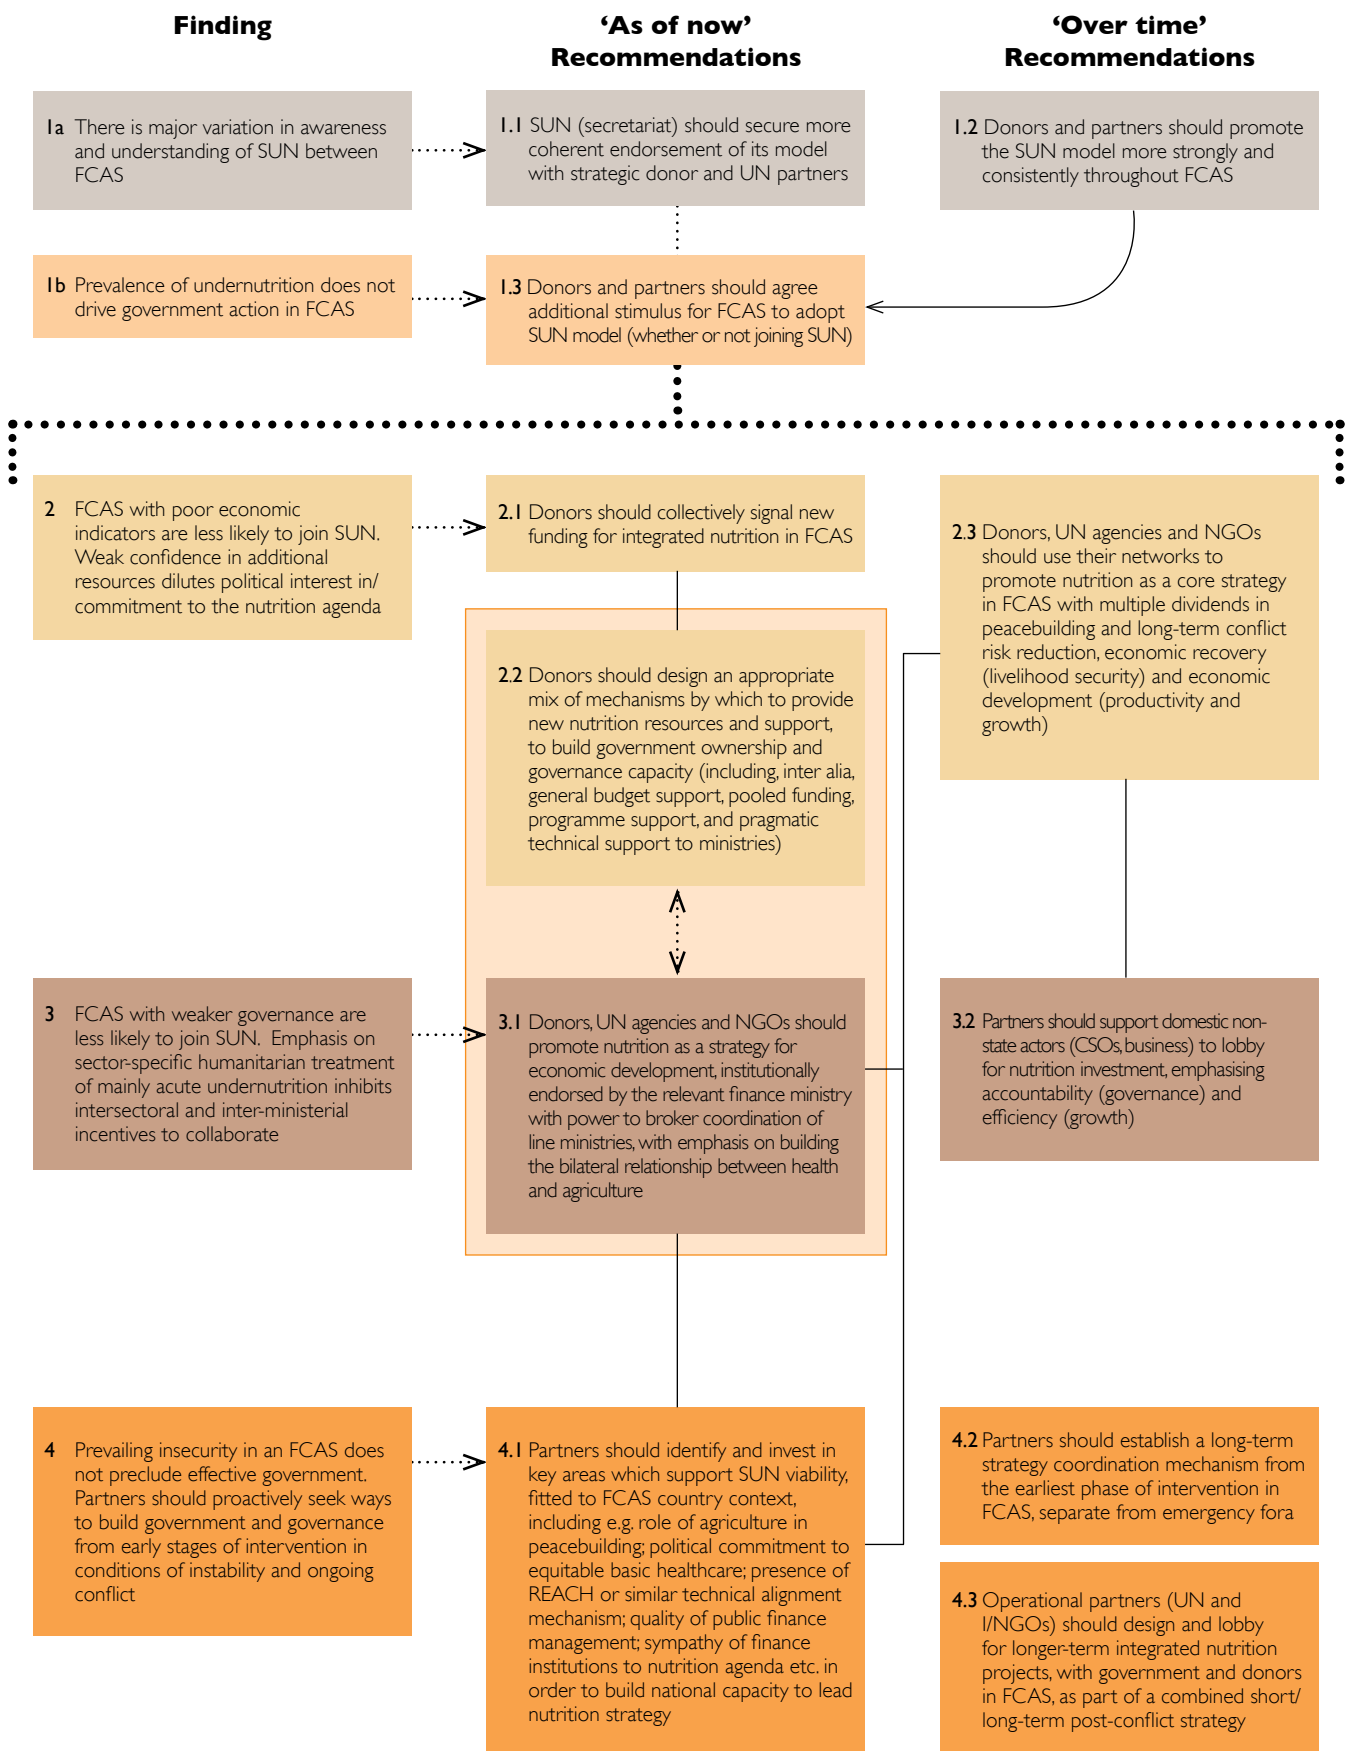 Finding
‘As of now’
Recommendations
‘Over time’
Recommendations
1a There is major variation in awareness
and understanding of SUN between
FCAS
1.1 SUN (secretariat) should secure more
coherent endorsement of its model
with strategic donor and UN partners
1.2 Donors and partners should promote
the SUN model more strongly and
consistently throughout FCAS
1b Prevalence of undernutrition does not
drive government action in FCAS
1.3 Donors and partners should agree
additional stimulus for FCAS to adopt
SUN model (whether or not joining SUN)
2 FCAS with poor economic
indicators are less likely to join SUN.
Weak confidence in additional
resources dilutes political interest in/
commitment to the nutrition agenda
2.1 Donors should collectively signal new
funding for integrated nutrition in FCAS
2.2 Donors should design an appropriate
mix of mechanisms by which to provide
new nutrition resources and support,
to build government ownership and
governance capacity (including, inter alia,
general budget support, pooled funding,
programme support, and pragmatic
technical support to ministries)
2.3 Donors, UN agencies and NGOs
should use their networks to
promote nutrition as a core strategy
in FCAS with multiple dividends in
peacebuilding and long-term conflict
risk reduction, economic recovery
(livelihood security) and economic
development (productivity and
growth)
3 FCAS with weaker governance are
less likely to join SUN. Emphasis on
sector-specific humanitarian treatment
of mainly acute undernutrition inhibits
intersectoral and inter-ministerial
incentives to collaborate
3.1 Donors, UN agencies and NGOs should
promote nutrition as a strategy for
economic development, institutionally
endorsed by the relevant finance ministry
with power to broker coordination of
line ministries, with emphasis on building
the bilateral relationship between health
and agriculture
3.2 Partners should support domestic non-
state actors (CSOs, business) to lobby
for nutrition investment, emphasising
accountability (governance) and
efficiency (growth)
4 Prevailing insecurity in an FCAS does
not preclude effective government.
Partners should proactively seek ways
to build government and governance
from early stages of intervention in
conditions of instability and ongoing
conflict
4.1 Partners should identify and invest in
key areas which support SUN viability,
fitted to FCAS country context,
including e.g. role of agriculture in
peacebuilding; political commitment to
equitable basic healthcare; presence of
REACH or similar technical alignment
mechanism; quality of public finance
management; sympathy of finance
institutions to nutrition agenda etc. in
order to build national capacity to lead
nutrition strategy
4.2 Partners should establish a long-term
strategy coordination mechanism from
the earliest phase of intervention in
FCAS, separate from emergency fora
4.3 Operational partners (UN and
I/NGOs) should design and lobby
for longer-term integrated nutrition
projects, with government and donors
in FCAS, as part of a combined short/
long-term post-conflict strategy